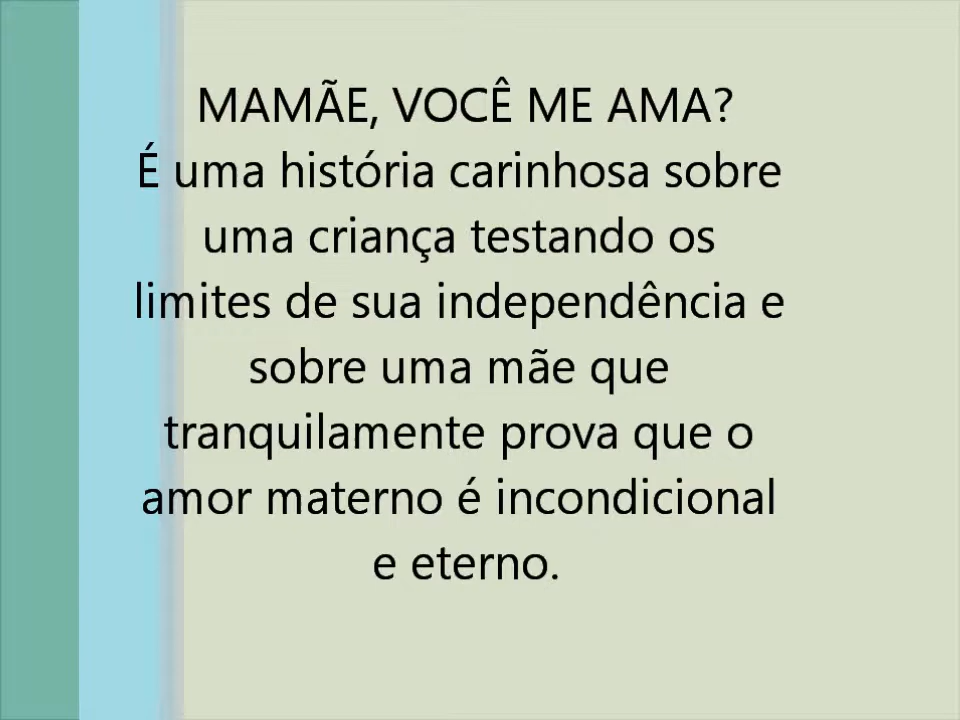 MAMÃE, VOCÊ ME AMA?
É uma história carinhosa sobre
uma criança testando os
limites de sua independência e
sobre uma mãe que
tranquilamente prova que o
amor materno é incondicional
e eterno.